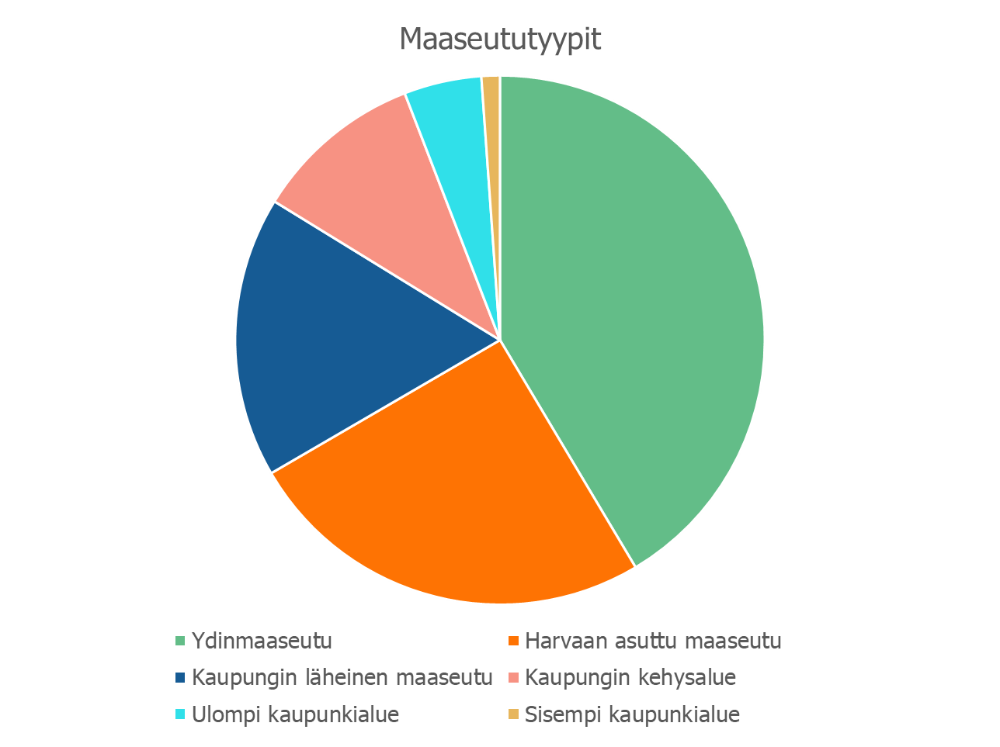 Maaseututyypit
Ydinmaaseutu
Harvaan asuttu maaseutu
Kaupungin läheinen maaseutu
Kaupungin kehysalue
Ulompi kaupunkialue
Sisempi kaupunkialue